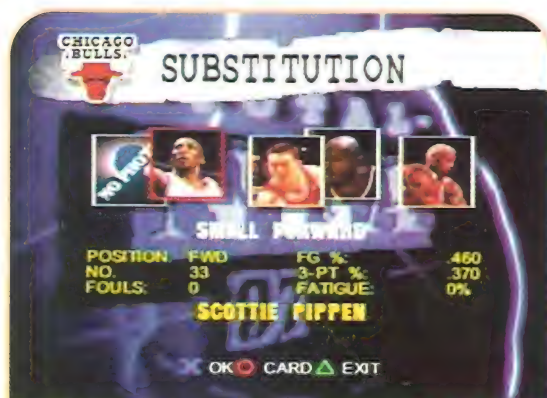 CHICAGO
BULLS
SUBSTITUTION
NO PHOTO
SMALL FORWARD
POSITION: FWD FG %: .460
NO. 33 3-PT %: .370
FOULS: 0 FATIGUE: 0%
SCOTTIE PIPPEN
X OK O CARD △ EXIT